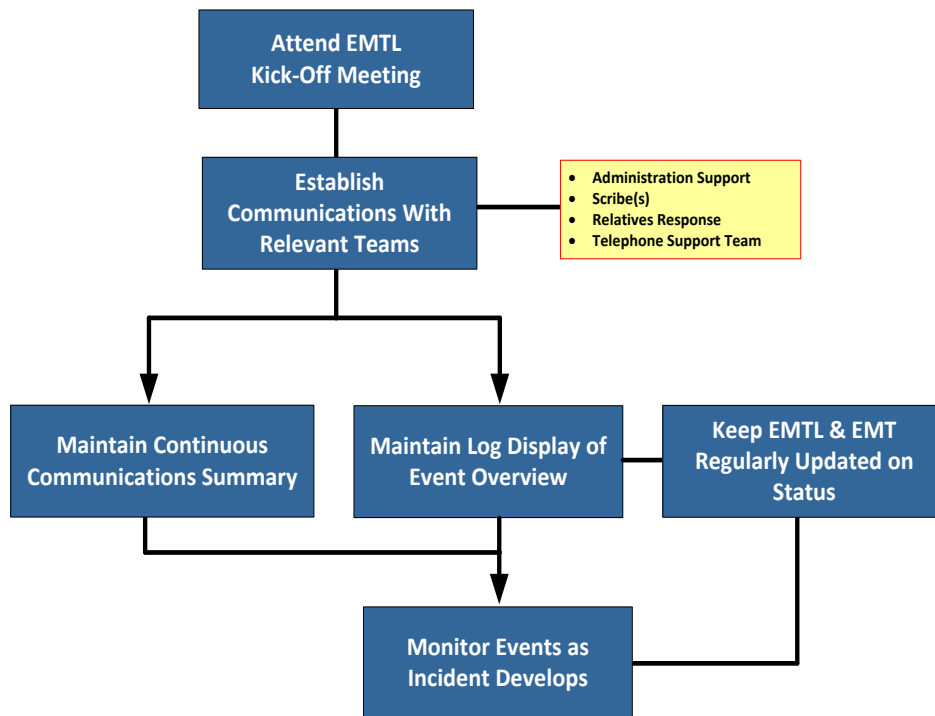 Attend EMTL
Kick-Off Meeting
Establish
Communications With
Relevant Teams
• Administration Support
• Scribe(s)
• Relatives Response
• Telephone Support Team
Maintain Continuous
Communications Summary
Maintain Log Display of
Event Overview
Keep EMTL & EMT
Regularly Updated on
Status
Monitor Events as
Incident Develops